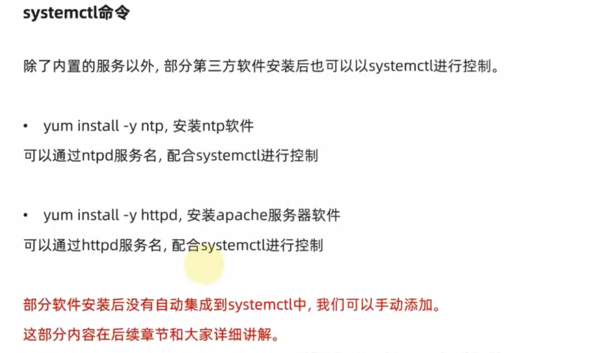 systemctl命令
除了内置的服务以外, 部分第三方软件安装后也可以以systemctl进行控制。
• yum install -y ntp, 安装ntp软件
可以通过ntpd服务名, 配合systemctl进行控制
• yum install -y httpd, 安装apache服务器软件
可以通过httpd服务名, 配合systemctl进行控制
部分软件安装后没有自动集成到systemctl中, 我们可以手动添加。
这部分内容在后续章节和大家详细讲解。